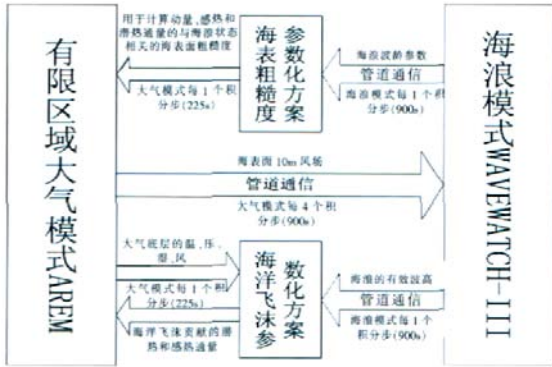 有限区域大气模式AREM
用于计算动量,感热和
潜热通量的与海浪状态
相关的海表面粗糙度
大气模式每1个积
分步(225s)
参数化方案
海表粗糙度
海浪波龄参数
管道通信
海浪模式每1个积
分步(900s)
海表面10m风场
管道通信
大气模式每4个积
分步(900s)
大气底层的温、压、
湿、风
大气模式每1个积
分步(225s)
海洋飞沫贡献的潜
热和感热通量
数化方案
海洋飞沫参
海浪的有效波高
管道通信
海浪模式每1个
积分步(900s)
海浪模式WAVEWATCH-III